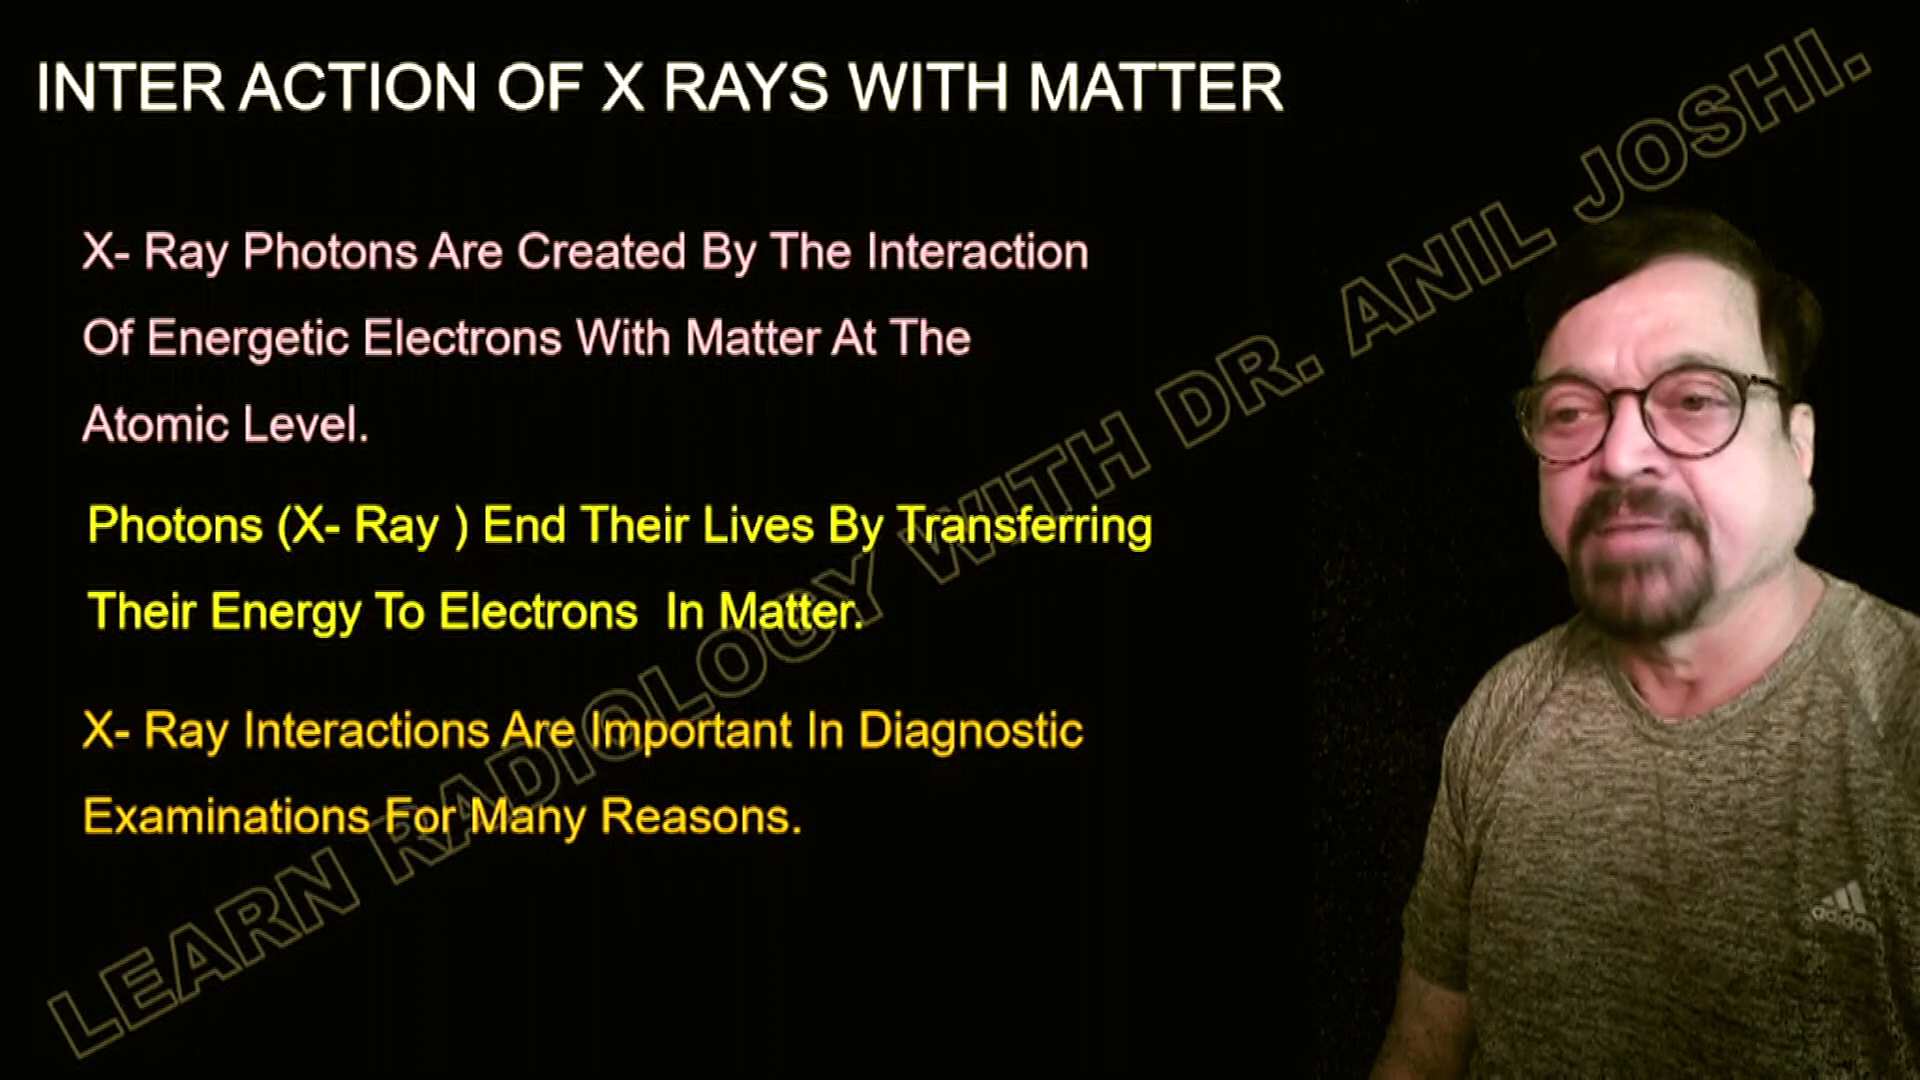 INTER ACTION OF X RAYS WITH MATTER
X- Ray Photons Are Created By The Interaction
Of Energetic Electrons With Matter At The
Atomic Level.
Photons (X- Ray ) End Their Lives By Transferring
Their Energy To Electrons  In Matter.
X- Ray Interactions Are Important In Diagnostic
Examinations For Many Reasons.
LEARN RADIOLOGY WITH DR. ANIL JOSHI.
adidas